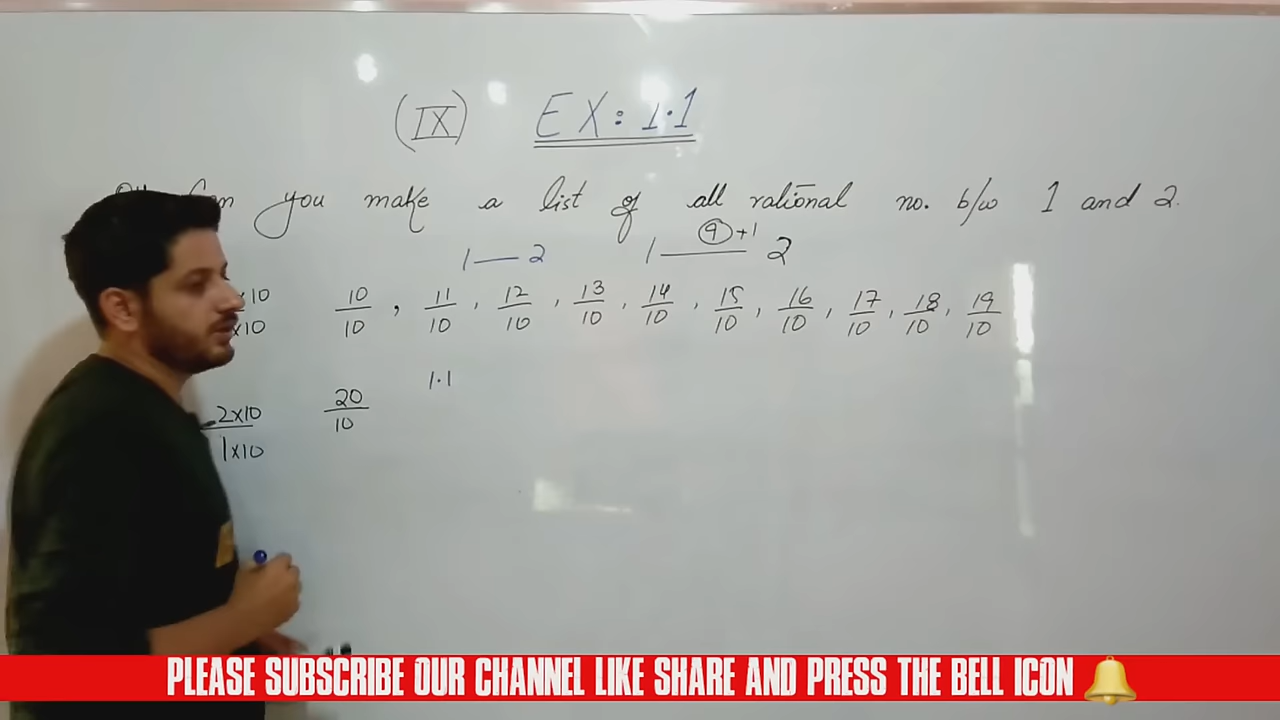 (IX) EX: 1.1
you make a list of all rational no. b/w 1 and 2.
1 — 2 1 — 9+1 — 2
×10/×10 10/10, 11/10, 12/10, 13/10, 14/10, 15/10, 16/10, 17/10, 18/10, 19/10
1.1
2×10/1×10 20/10
PLEASE SUBSCRIBE OUR CHANNEL LIKE SHARE AND PRESS THE BELL ICON